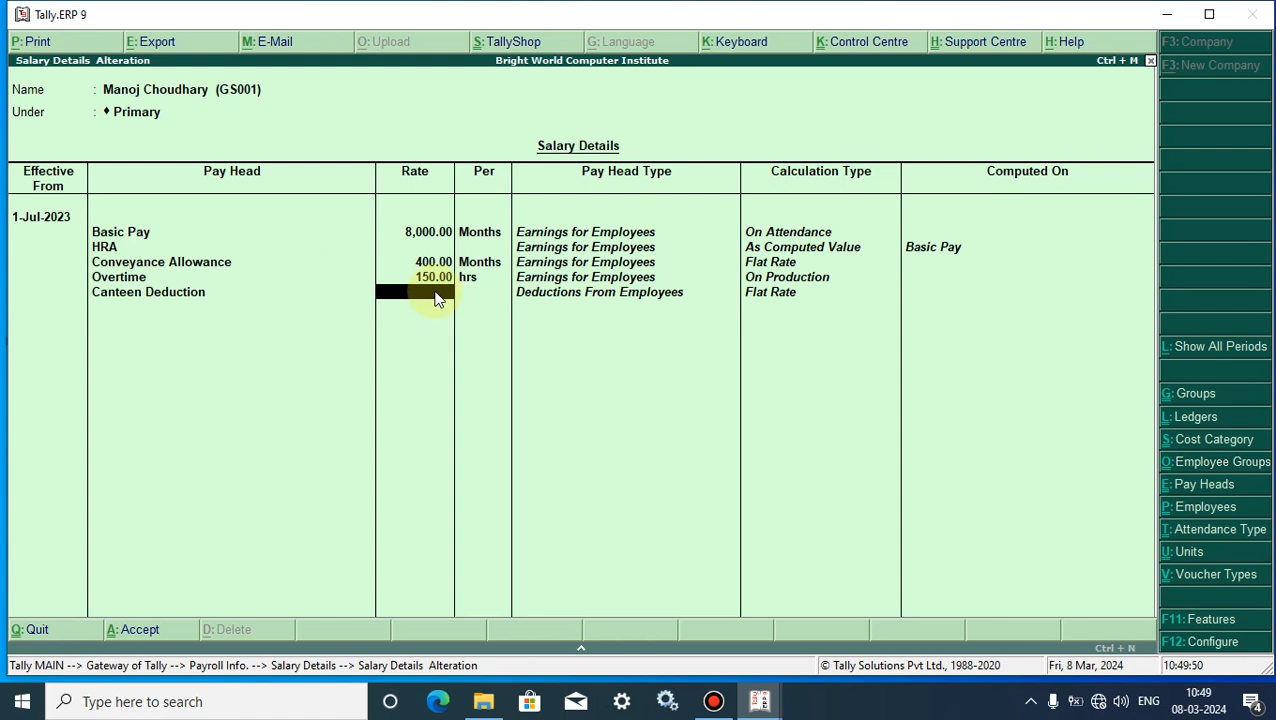 Tally.ERP 9
P: Print E: Export M: E-Mail O: Upload S: TallyShop G: Language K: Keyboard K: Control Centre H: Support Centre H: Help F3: Company
Salary Details Alteration Bright World Computer Institute Ctrl + M
F3: New Company
Name : Manoj Choudhary (GS001)
Under : ♦ Primary
Salary Details
Effective From Pay Head Rate Per Pay Head Type Calculation Type Computed On
1-Jul-2023
Basic Pay 8,000.00 Months Earnings for Employees On Attendance
HRA Earnings for Employees As Computed Value Basic Pay
Conveyance Allowance 400.00 Months Earnings for Employees Flat Rate
Overtime 150.00 hrs Earnings for Employees On Production
Canteen Deduction Deductions From Employees Flat Rate
L: Show All Periods
G: Groups
L: Ledgers
S: Cost Category
O: Employee Groups
E: Pay Heads
P: Employees
T: Attendance Type
U: Units
V: Voucher Types
F11: Features
F12: Configure
Q: Quit A: Accept D: Delete
Ctrl + N
Tally MAIN --> Gateway of Tally --> Payroll Info. --> Salary Details --> Salary Details Alteration © Tally Solutions Pvt Ltd., 1988-2020 Fri, 8 Mar, 2024 10:49:50
Type here to search ENG 10:49
08-03-2024 4